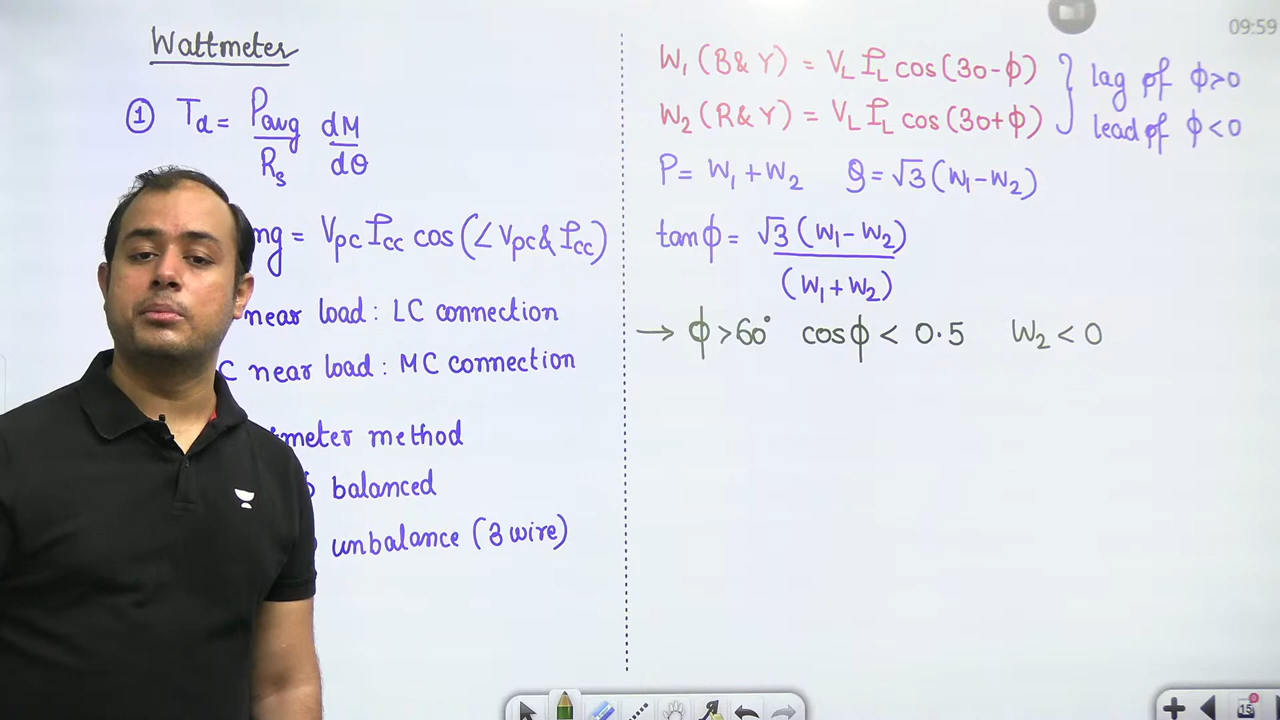 Wattmeter
① Td = Pavg/Rs dM/dθ
= Vpc Icc cos(∠ Vpc & Icc)
near load : LC connection
C near load : MC connection
meter method
balanced
unbalance (3 wire)
09:59
W₁ (B & Y) = VL IL cos(30-ϕ)
W₂ (R & Y) = VL IL cos(30+ϕ)
lag pf ϕ>0
lead pf ϕ<0
P = W₁ + W₂ Q = √3 (W₁ - W₂)
tanϕ = √3 (W₁ - W₂)
(W₁ + W₂)
→ ϕ > 60° cosϕ < 0.5 W₂ < 0
15